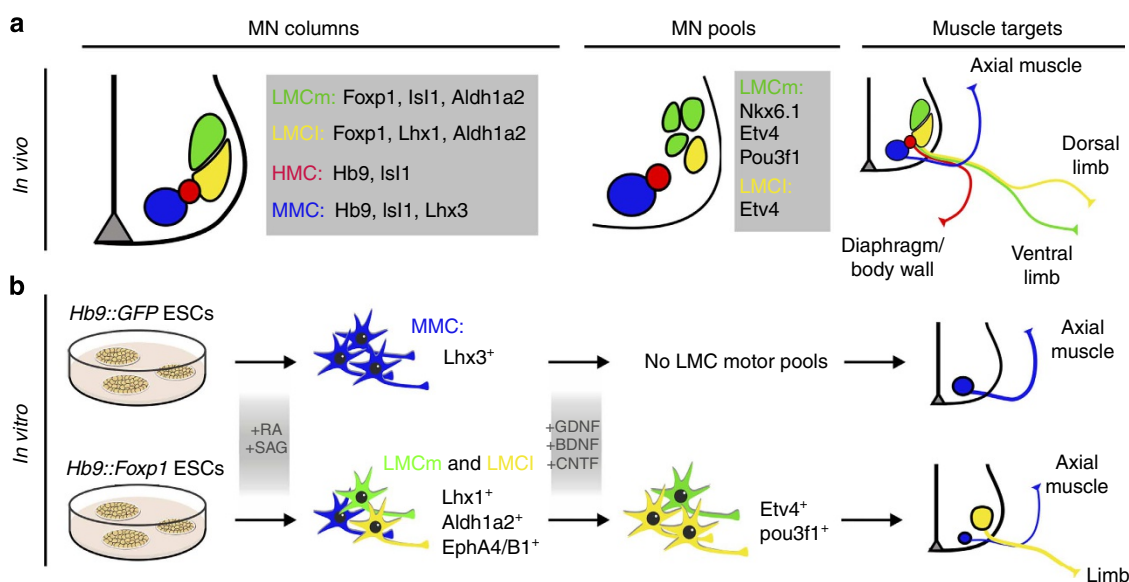 a
MN columns
MN pools
Muscle targets
In vivo
LMCm: Foxp1, Isl1, Aldh1a2
LMCl: Foxp1, Lhx1, Aldh1a2
HMC: Hb9, Isl1
MMC: Hb9, Isl1, Lhx3
LMCm:
Nkx6.1
Etv4
Pou3f1
LMCl:
Etv4
Axial muscle
Dorsal
limb
Diaphragm/
body wall
Ventral
limb
b
In vitro
Hb9::GFP ESCs
MMC:
Lhx3⁺
No LMC motor pools
Axial
muscle
+RA
+SAG
+GDNF
+BDNF
+CNTF
Hb9::Foxp1 ESCs
LMCm and LMCl
Lhx1⁺
Aldh1a2⁺
EphA4/B1⁺
Etv4⁺
pou3f1⁺
Axial
muscle
Limb